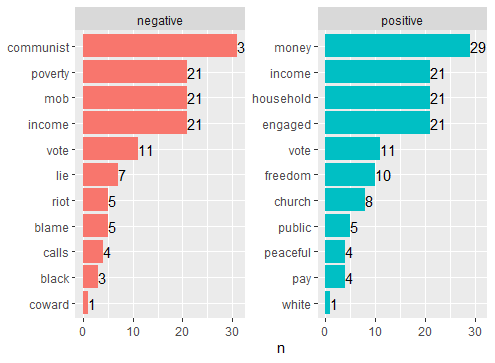 negative
communist 3
poverty 21
mob 21
income 21
vote 11
lie 7
riot 5
blame 5
calls 4
black 3
coward 1
0 10 20 30
positive
money 29
income 21
household 21
engaged 21
vote 11
freedom 10
church 8
public 5
peaceful 4
pay 4
white 1
0 10 20 30
n